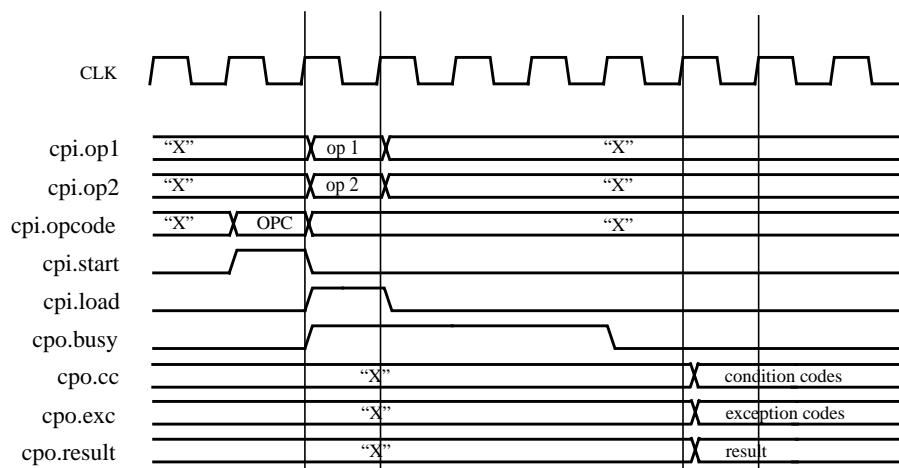 CLK
cpi.op1 “X” op 1 “X”
cpi.op2 “X” op 2 “X”
cpi.opcode “X” OPC “X”
cpi.start
cpi.load
cpo.busy
cpo.cc “X” condition codes
cpo.exc “X” exception codes
cpo.result “X” result